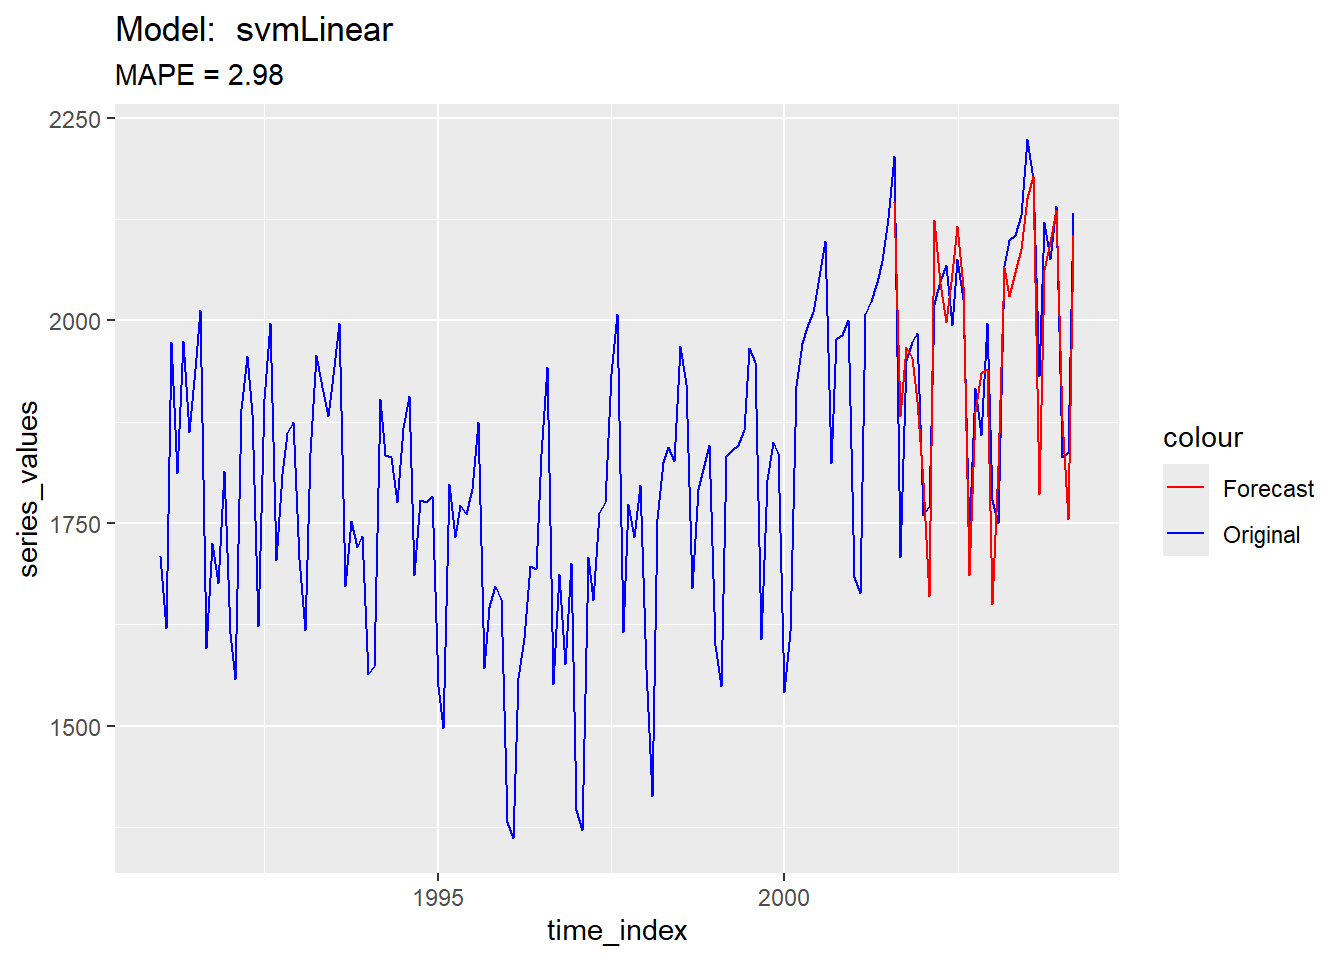 Model:  svmLinear
MAPE = 2.98
2250
2000
1750
1500
series_values
1995
2000
time_index
colour
Forecast
Original